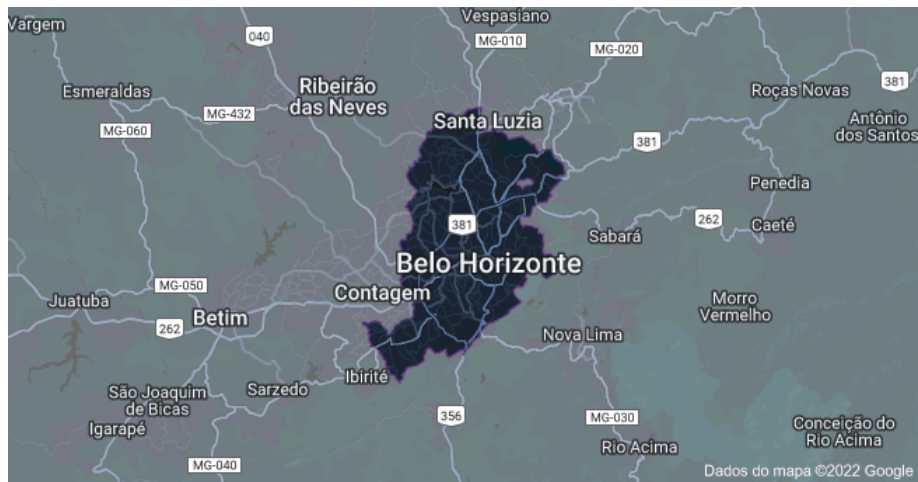 Vargem
040
Vespasiano
MG-010
MG-020
Esmeraldas
Ribeirão
das Neves
MG-432
381
Roças Novas
MG-060
Santa Luzia
Antônio
dos Santos
381
Penedia
381
262
Caeté
Sabará
Belo Horizonte
MG-050
Contagem
Juatuba
Morro
Vermelho
262
Betim
Nova Lima
Ibirité
São Joaquim
de Bicas
Sarzedo
356
MG-030
Igarapé
Conceição do
Rio Acima
Rio Acima
MG-040
Dados do mapa ©2022 Google